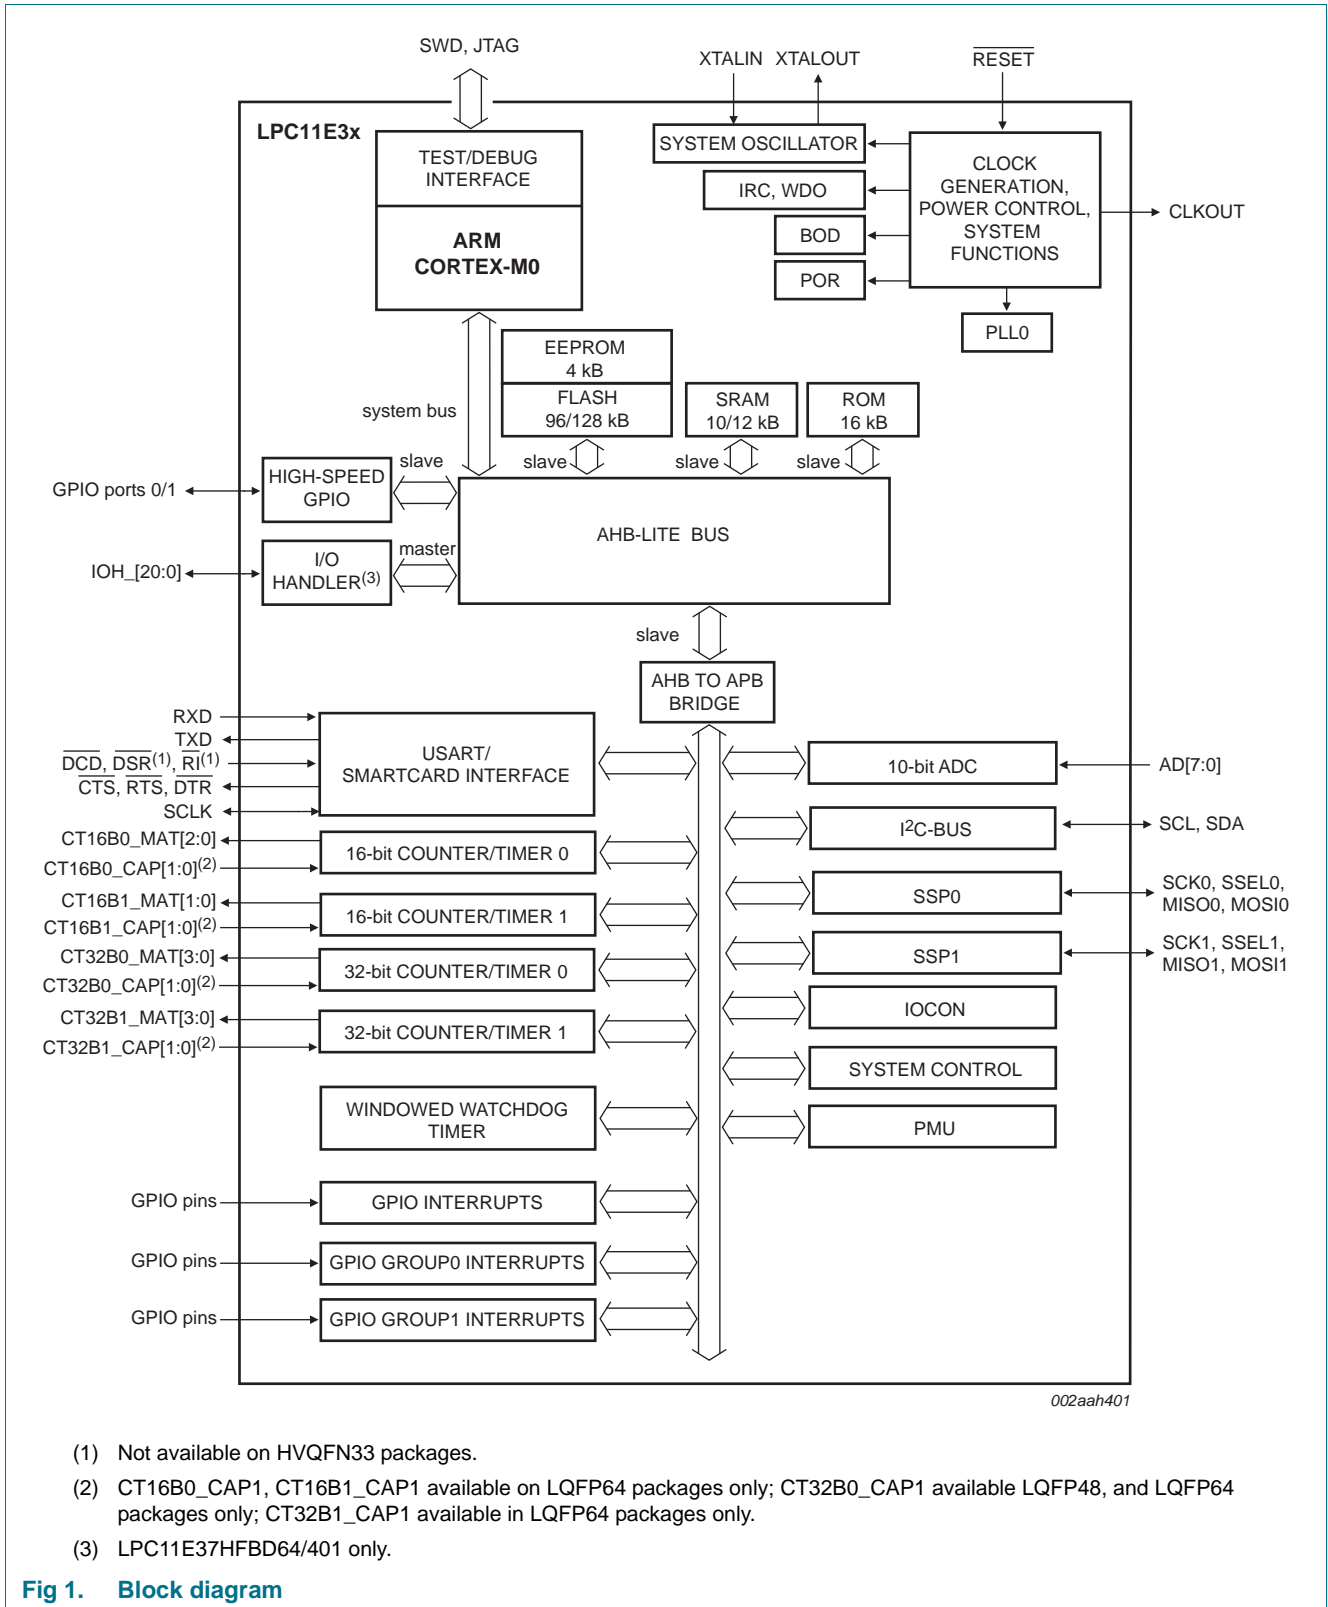 SWD, JTAG
XTALIN XTALOUT
RESET
LPC11E3x
TEST/DEBUG
INTERFACE
ARM
CORTEX-M0
SYSTEM OSCILLATOR
IRC, WDO
BOD
POR
CLOCK
GENERATION,
POWER CONTROL,
SYSTEM
FUNCTIONS
CLKOUT
PLL0
EEPROM
4 kB
FLASH
96/128 kB
SRAM
10/12 kB
ROM
16 kB
system bus
slave
slave
slave
slave
GPIO ports 0/1
HIGH-SPEED
GPIO
AHB-LITE BUS
master
IOH_[20:0]
I/O
HANDLER(3)
slave
AHB TO APB
BRIDGE
RXD
TXD
DCD, DSR(1), RI(1)
CTS, RTS, DTR
SCLK
USART/
SMARTCARD INTERFACE
10-bit ADC
AD[7:0]
CT16B0_MAT[2:0]
CT16B0_CAP[1:0](2)
16-bit COUNTER/TIMER 0
I2C-BUS
SCL, SDA
CT16B1_MAT[1:0]
CT16B1_CAP[1:0](2)
16-bit COUNTER/TIMER 1
SSP0
SCK0, SSEL0,
MISO0, MOSI0
CT32B0_MAT[3:0]
CT32B0_CAP[1:0](2)
32-bit COUNTER/TIMER 0
SSP1
SCK1, SSEL1,
MISO1, MOSI1
CT32B1_MAT[3:0]
CT32B1_CAP[1:0](2)
32-bit COUNTER/TIMER 1
IOCON
SYSTEM CONTROL
WINDOWED WATCHDOG
TIMER
PMU
GPIO pins
GPIO INTERRUPTS
GPIO pins
GPIO GROUP0 INTERRUPTS
GPIO pins
GPIO GROUP1 INTERRUPTS
002aah401
(1) Not available on HVQFN33 packages.
(2) CT16B0_CAP1, CT16B1_CAP1 available on LQFP64 packages only; CT32B0_CAP1 available LQFP48, and LQFP64
packages only; CT32B1_CAP1 available in LQFP64 packages only.
(3) LPC11E37HFBD64/401 only.
Fig 1. Block diagram